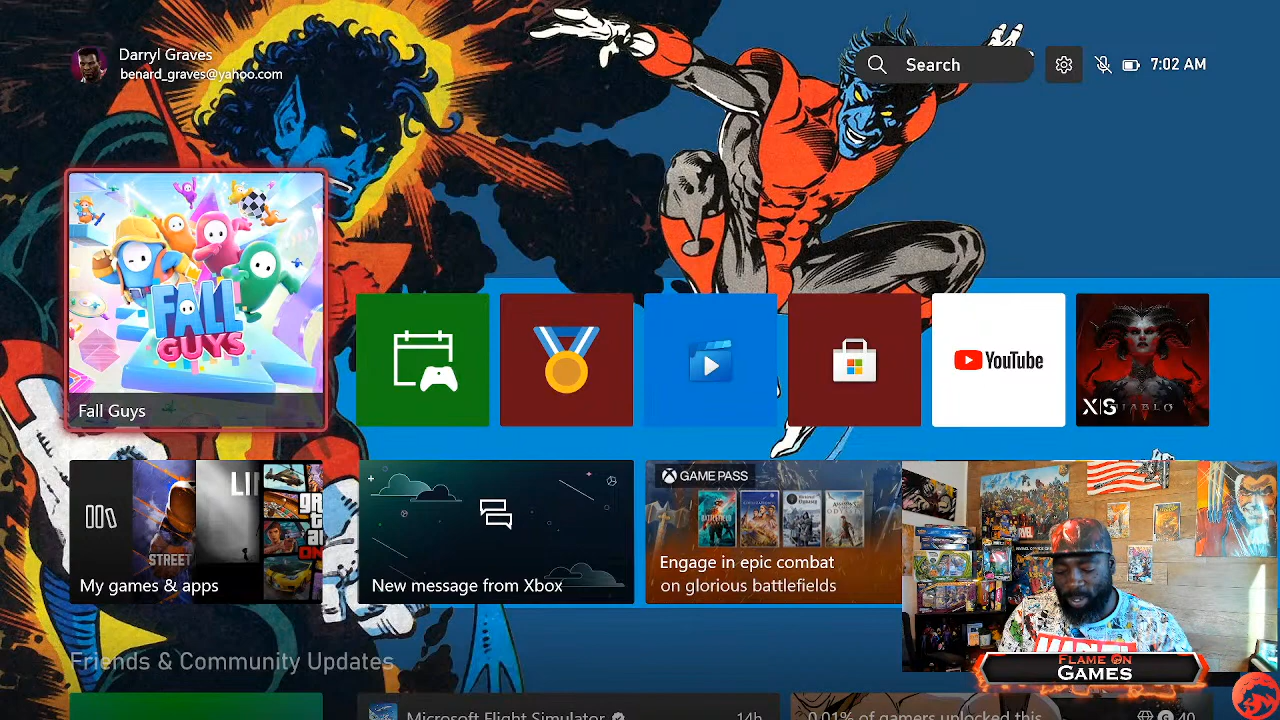 Darryl Graves
benard_graves@yahoo.com
Search
7:02 AM
FALL
GUYS
Fall Guys
YouTube
X|S
DIABLO
STREET
LI
My games & apps
New message from Xbox
GAME PASS
Engage in epic combat
on glorious battlefields
FLAME ON
GAMES
Friends & Community Updates
Microsoft Flight Simulator
14h
0.01% of gamers unlocked this